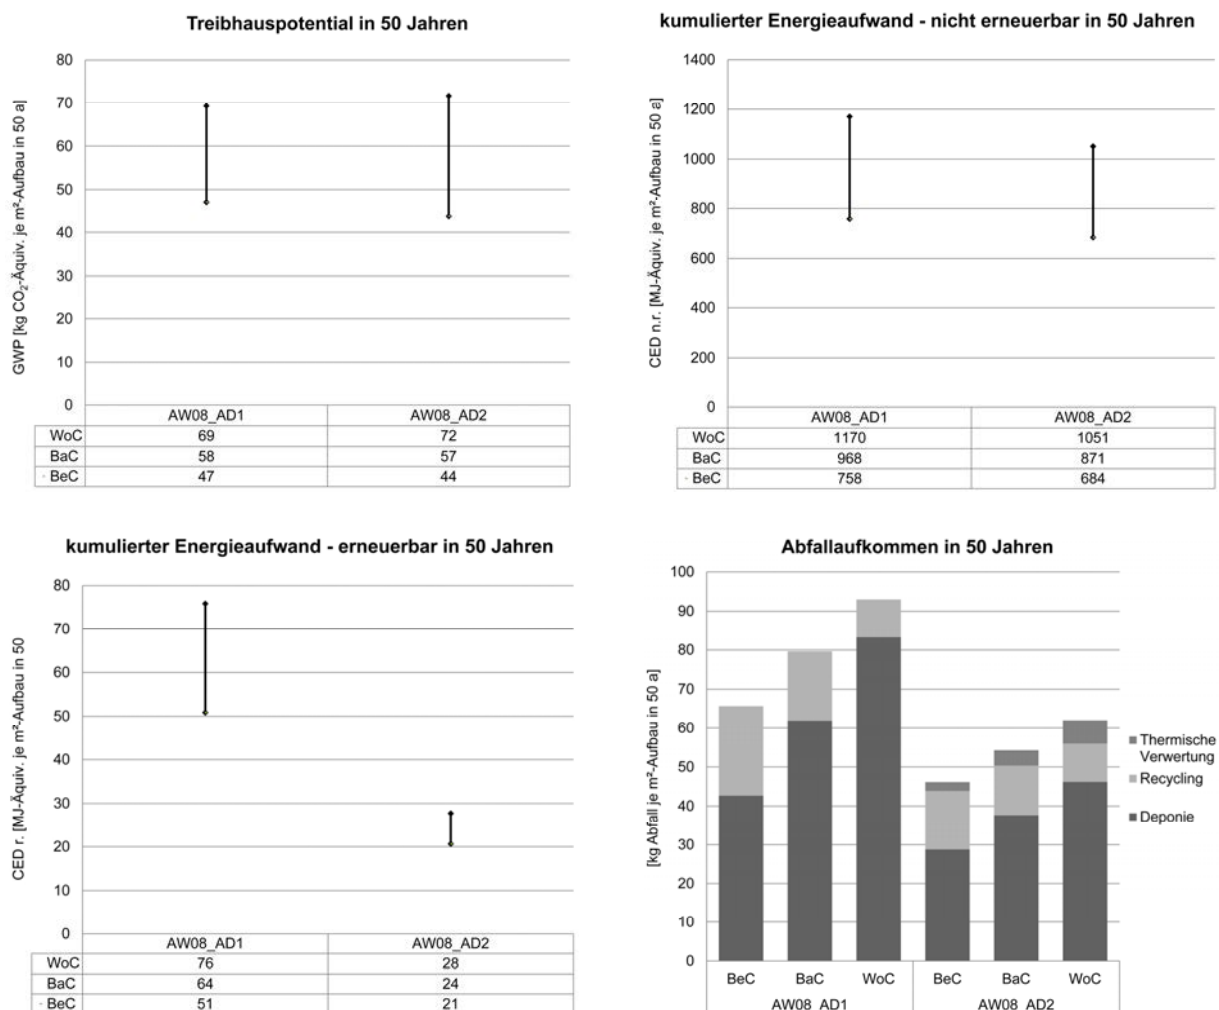 Treibhauspotential in 50 Jahren
GWP [kg CO₂-Äquiv. je m²-Aufbau in 50 a]
80
70
60
50
40
30
20
10
0
AW08_AD1 AW08_AD2
WoC 69 72
BaC 58 57
BeC 47 44
kumulierter Energieaufwand - nicht erneuerbar in 50 Jahren
CED n.r. [MJ-Äquiv. je m²-Aufbau in 50 a]
1400
1200
1000
800
600
400
200
0
AW08_AD1 AW08_AD2
WoC 1170 1051
BaC 968 871
BeC 758 684
kumulierter Energieaufwand - erneuerbar in 50 Jahren
CED r. [MJ-Äquiv. je m²-Aufbau in 50
80
70
60
50
40
30
20
10
0
AW08_AD1 AW08_AD2
WoC 76 28
BaC 64 24
BeC 51 21
Abfallaufkommen in 50 Jahren
[kg Abfall je m²-Aufbau in 50 a]
100
90
80
70
60
50
40
30
20
10
0
BeC BaC WoC BeC BaC WoC
AW08_AD1 AW08_AD2
Thermische
Verwertung
Recycling
Deponie